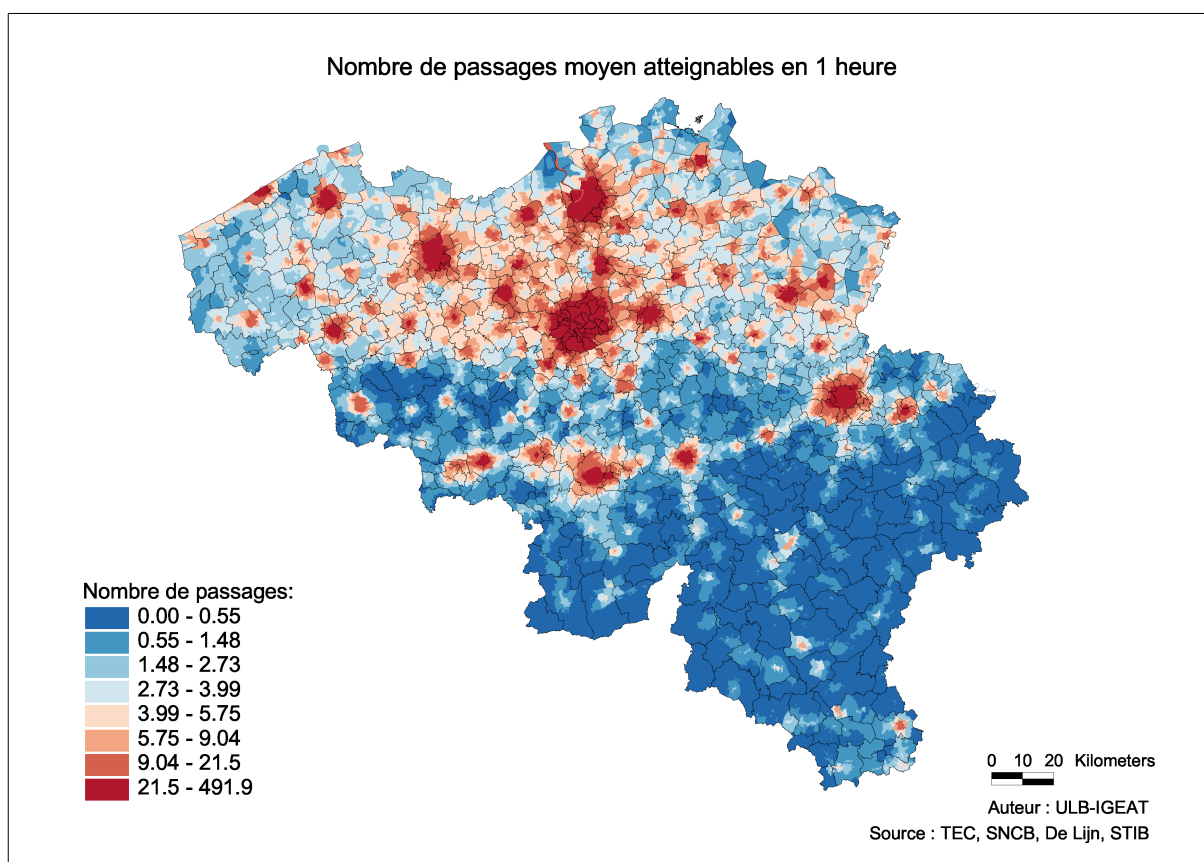 Nombre de passages moyen atteignables en 1 heure
Nombre de passages:
0.00 - 0.55
0.55 - 1.48
1.48 - 2.73
2.73 - 3.99
3.99 - 5.75
5.75 - 9.04
9.04 - 21.5
21.5 - 491.9
0 10 20 Kilometers
Auteur : ULB-IGEAT
Source : TEC, SNCB, De Lijn, STIB